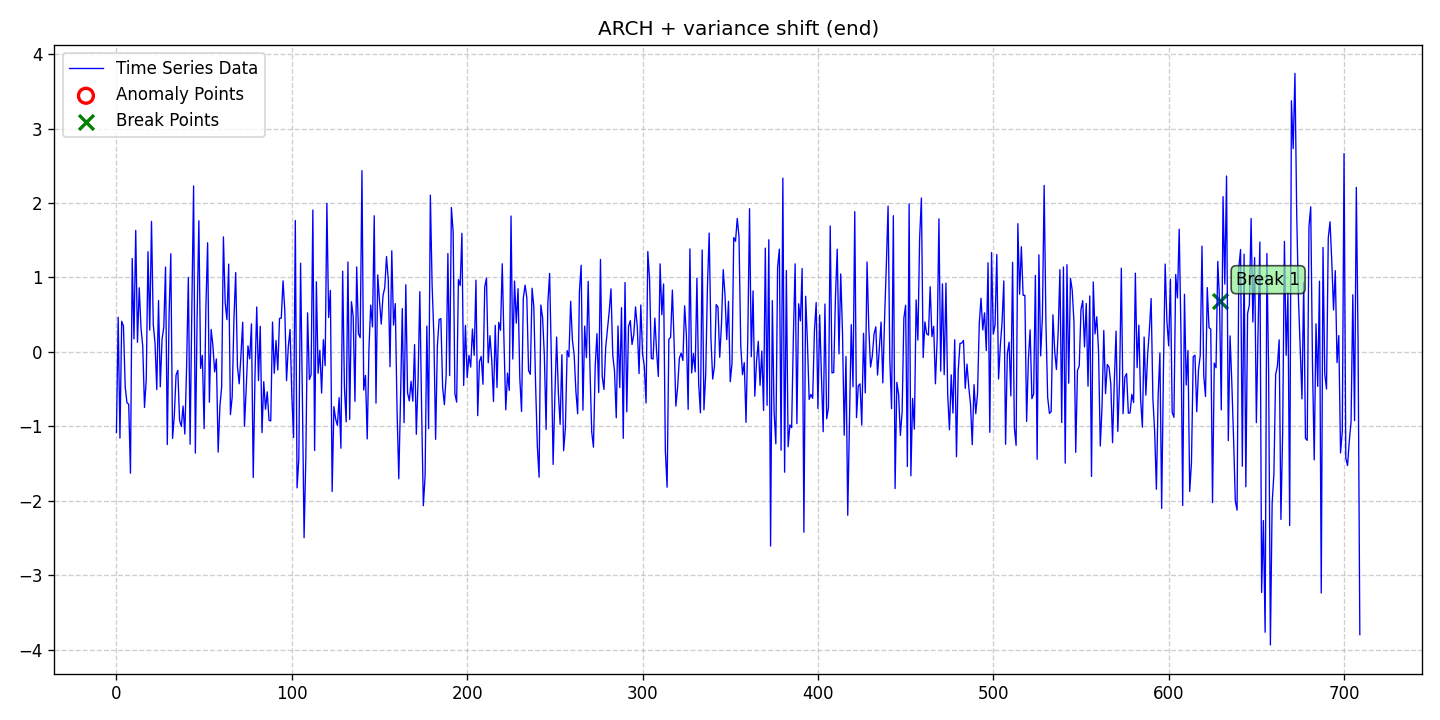 ARCH + variance shift (end)
Time Series Data
Anomaly Points
Break Points
Break 1
4
3
2
1
0
−1
−2
−3
−4
0 100 200 300 400 500 600 700